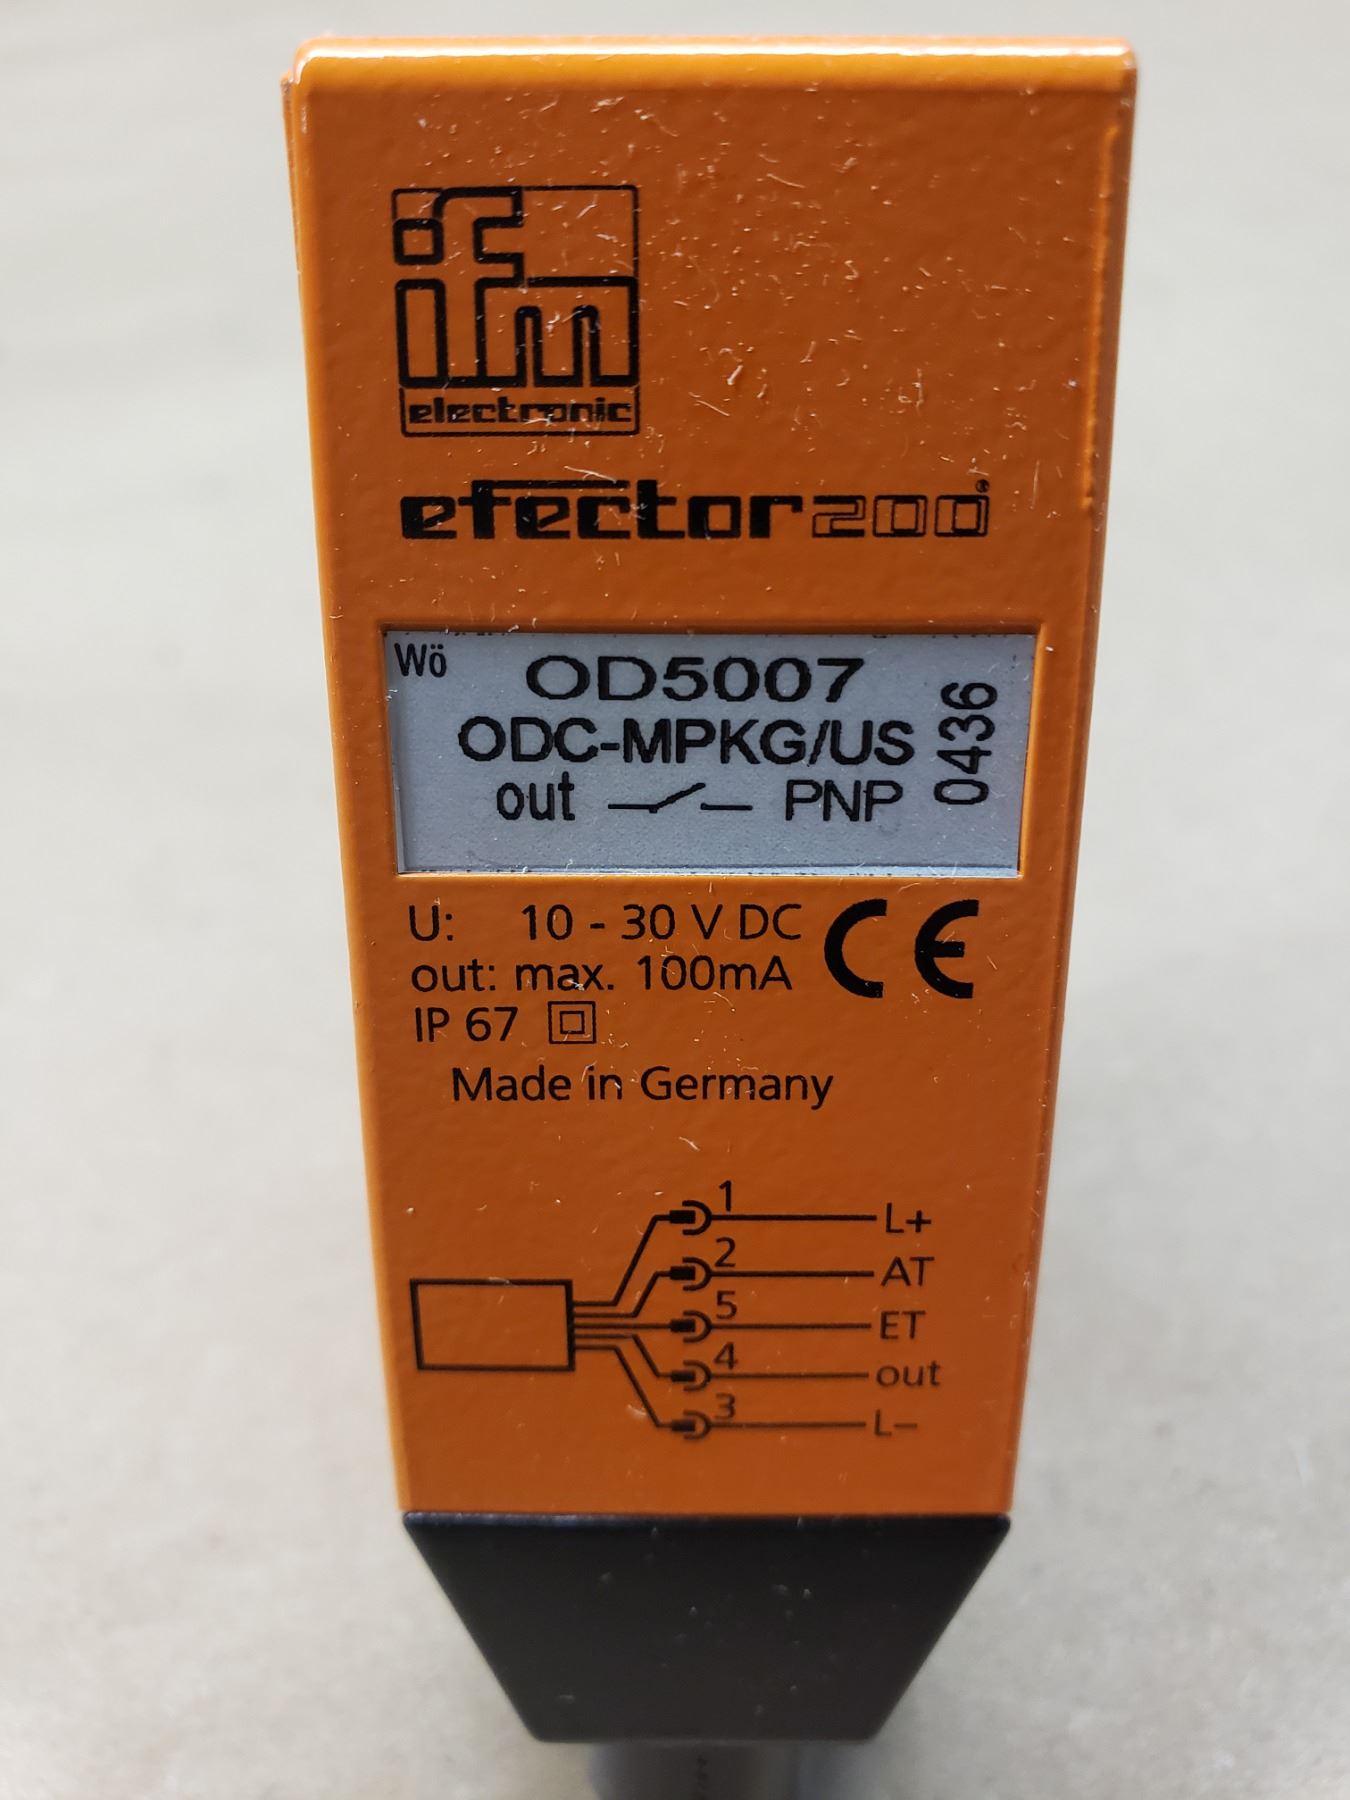 ifm
electronic
efector200®
Wö
OD5007
ODC-MPKG/US
out PNP
0436
U: 10 - 30 V DC
out: max. 100mA
CE
IP 67
Made in Germany
1 L+
2 AT
5 ET
4 out
3 L−